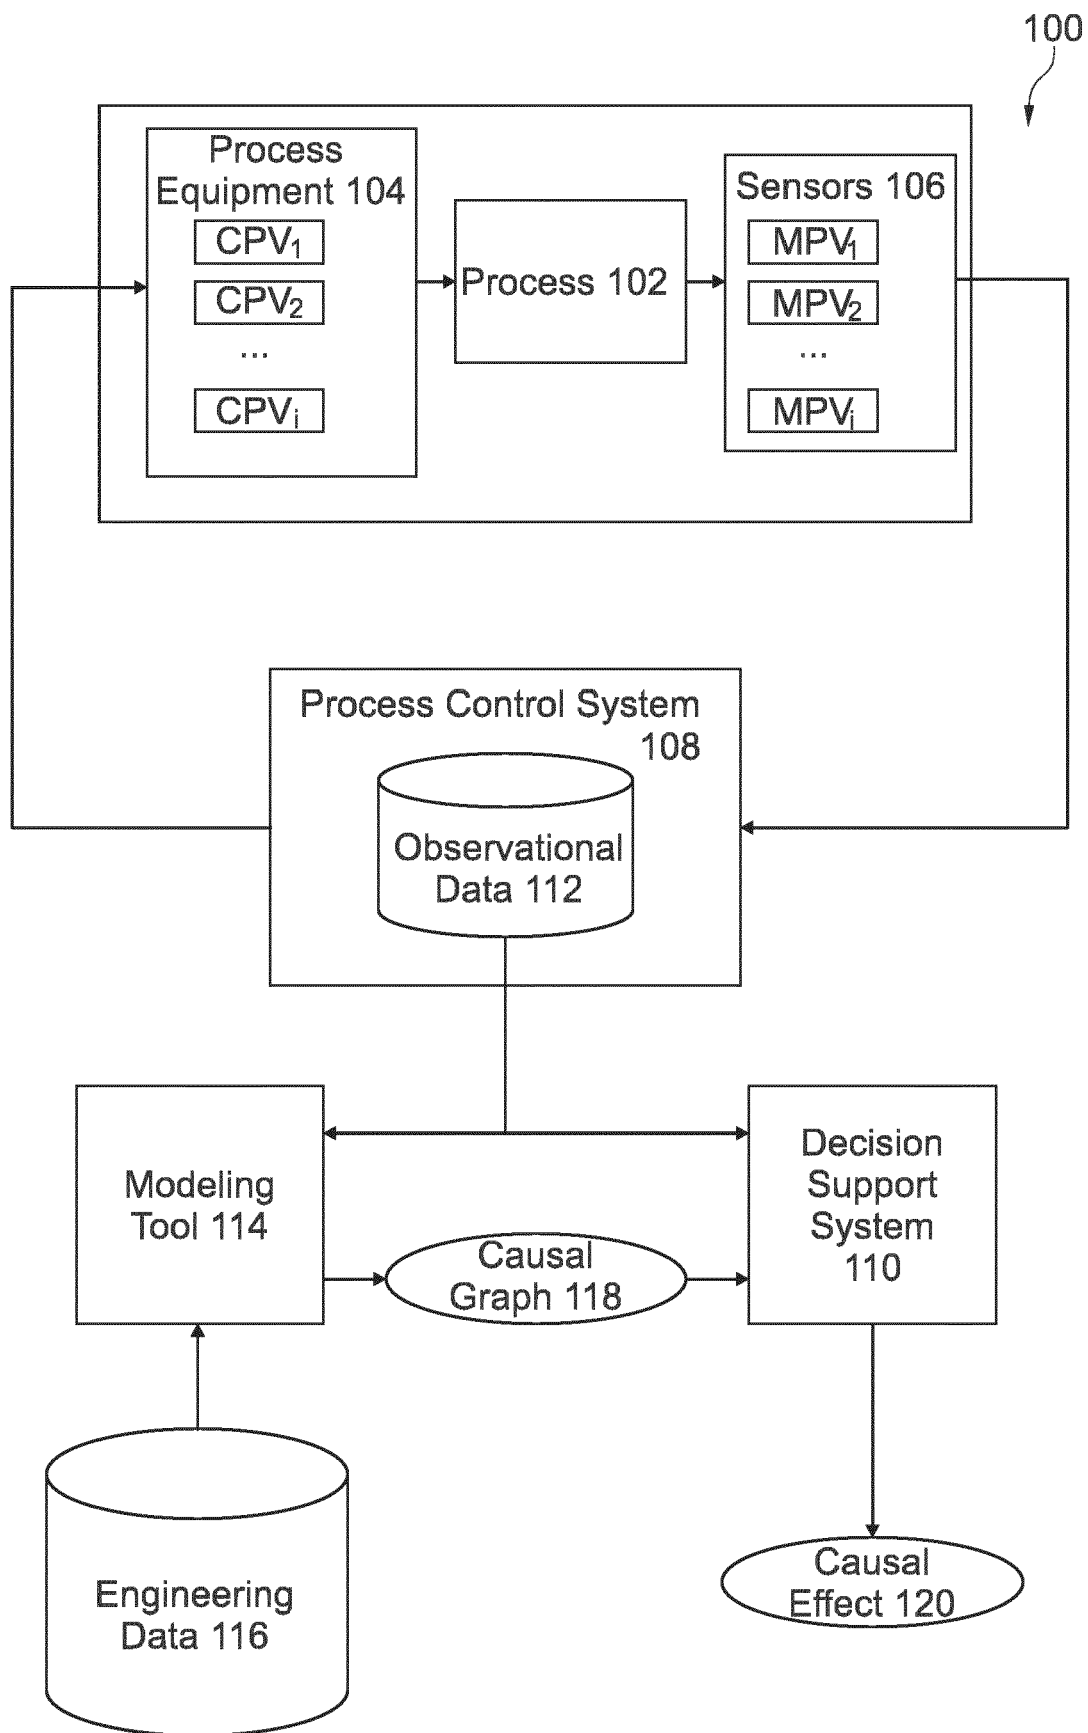 100
Process
Equipment 104
CPV₁
CPV₂
...
CPVᵢ
Process 102
Sensors 106
MPV₁
MPV₂
...
MPVᵢ
Process Control System
108
Observational
Data 112
Modeling
Tool 114
Causal
Graph 118
Decision
Support
System
110
Engineering
Data 116
Causal
Effect 120